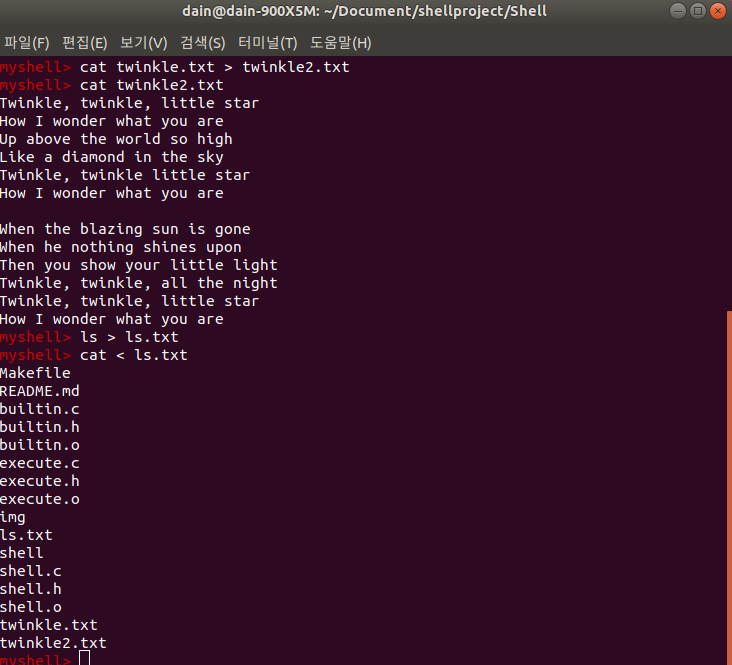 dain@dain-900X5M: ~/Document/shellproject/Shell
파일(F) 편집(E) 보기(V) 검색(S) 터미널(T) 도움말(H)
myshell> cat twinkle.txt > twinkle2.txt
myshell> cat twinkle2.txt
Twinkle, twinkle, little star
How I wonder what you are
Up above the world so high
Like a diamond in the sky
Twinkle, twinkle little star
How I wonder what you are

When the blazing sun is gone
When he nothing shines upon
Then you show your little light
Twinkle, twinkle, all the night
Twinkle, twinkle, little star
How I wonder what you are
myshell> ls > ls.txt
myshell> cat < ls.txt
Makefile
README.md
builtin.c
builtin.h
builtin.o
execute.c
execute.h
execute.o
img
ls.txt
shell
shell.c
shell.h
shell.o
twinkle.txt
twinkle2.txt
myshell>